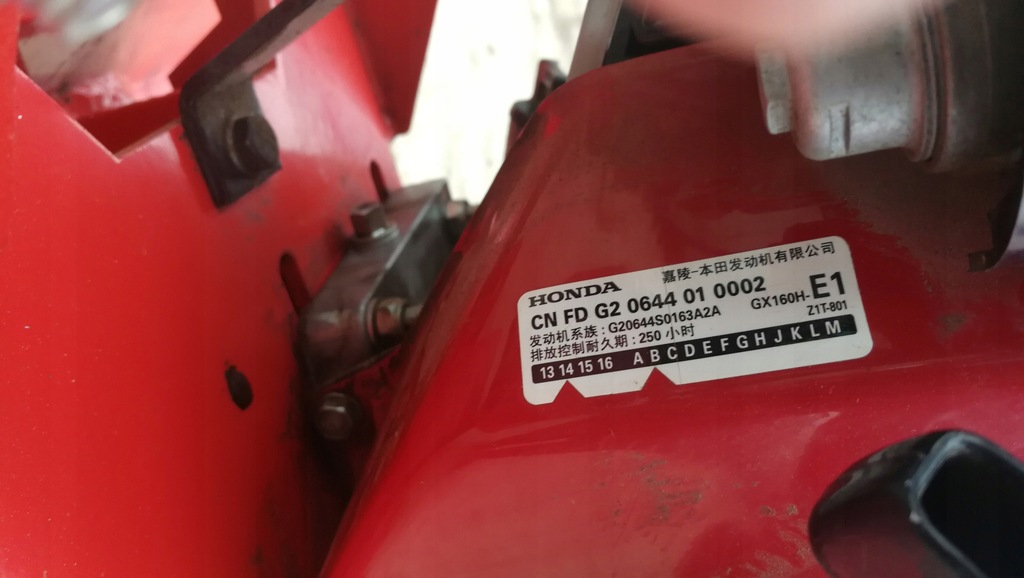 HONDA 嘉陵-本田发动机有限公司
CN FD G2 0644 01 0002 GX160H-E1
发动机系族:G20644S0163A2A Z1T-801
排放控制耐久期:250 小时
13 14 15 16 A B C D E F G H J K L M